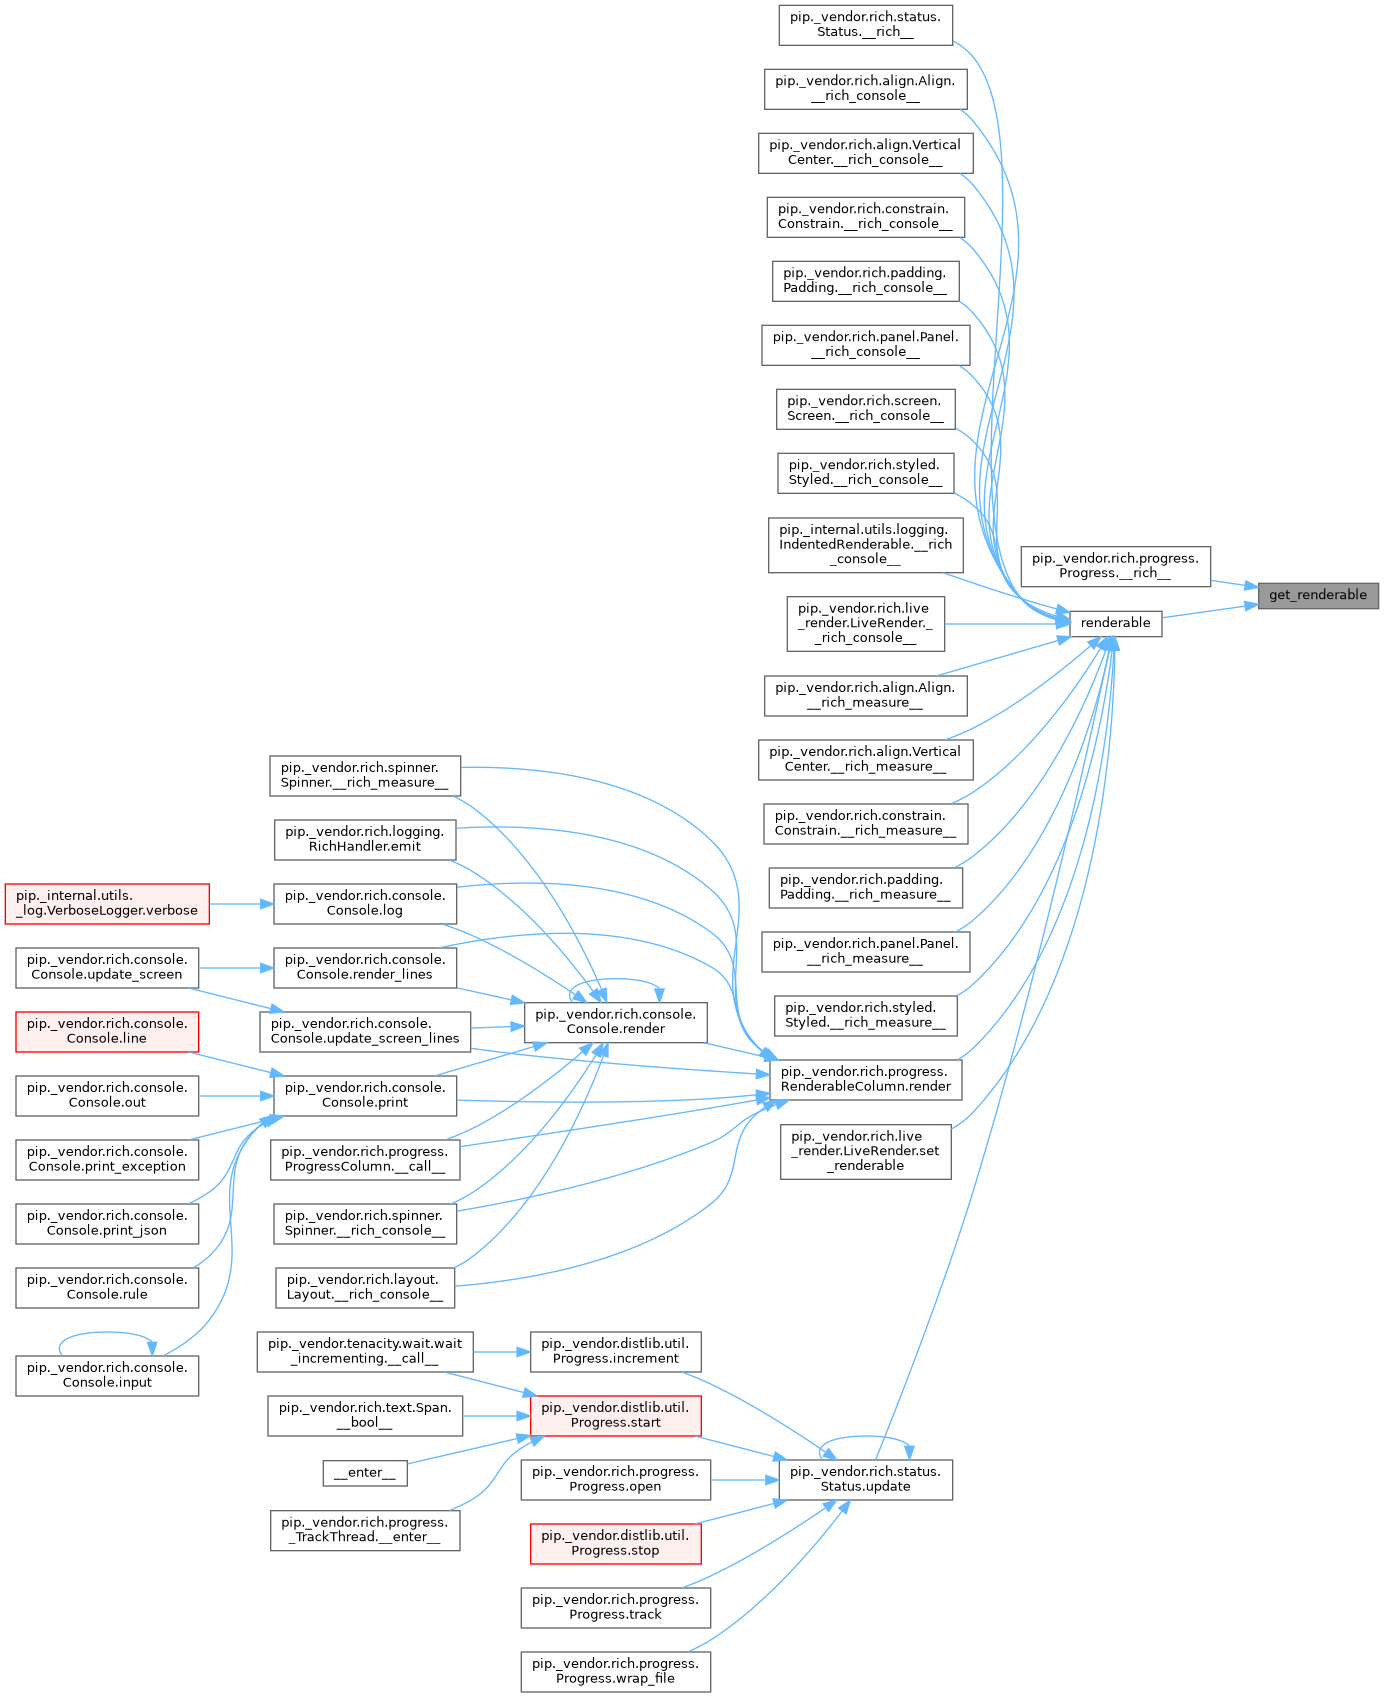 pip._vendor.rich.status.
Status.__rich__
pip._vendor.rich.align.Align.
__rich_console__
pip._vendor.rich.align.Vertical
Center.__rich_console__
pip._vendor.rich.constrain.
Constrain.__rich_console__
pip._vendor.rich.padding.
Padding.__rich_console__
pip._vendor.rich.panel.Panel.
__rich_console__
pip._vendor.rich.screen.
Screen.__rich_console__
pip._vendor.rich.styled.
Styled.__rich_console__
pip._internal.utils.logging.
IndentedRenderable.__rich
_console__
pip._vendor.rich.progress.
Progress.__rich__
get_renderable
pip._vendor.rich.live
_render.LiveRender._
_rich_console__
renderable
pip._vendor.rich.align.Align.
__rich_measure__
pip._vendor.rich.align.Vertical
Center.__rich_measure__
pip._vendor.rich.constrain.
Constrain.__rich_measure__
pip._vendor.rich.padding.
Padding.__rich_measure__
pip._vendor.rich.panel.Panel.
__rich_measure__
pip._vendor.rich.styled.
Styled.__rich_measure__
pip._vendor.rich.progress.
RenderableColumn.render
pip._vendor.rich.live
_render.LiveRender.set
_renderable
pip._vendor.rich.spinner.
Spinner.__rich_measure__
pip._vendor.rich.logging.
RichHandler.emit
pip._internal.utils.
_log.VerboseLogger.verbose
pip._vendor.rich.console.
Console.log
pip._vendor.rich.console.
Console.update_screen
pip._vendor.rich.console.
Console.render_lines
pip._vendor.rich.console.
Console.render
pip._vendor.rich.console.
Console.line
pip._vendor.rich.console.
Console.update_screen_lines
pip._vendor.rich.console.
Console.out
pip._vendor.rich.console.
Console.print
pip._vendor.rich.console.
Console.print_exception
pip._vendor.rich.progress.
ProgressColumn.__call__
pip._vendor.rich.console.
Console.print_json
pip._vendor.rich.spinner.
Spinner.__rich_console__
pip._vendor.rich.console.
Console.rule
pip._vendor.rich.layout.
Layout.__rich_console__
pip._vendor.rich.console.
Console.input
pip._vendor.tenacity.wait.wait
_incrementing.__call__
pip._vendor.distlib.util.
Progress.increment
pip._vendor.rich.text.Span.
__bool__
pip._vendor.distlib.util.
Progress.start
__enter__
pip._vendor.rich.progress.
Progress.open
pip._vendor.rich.status.
Status.update
pip._vendor.rich.progress.
_TrackThread.__enter__
pip._vendor.distlib.util.
Progress.stop
pip._vendor.rich.progress.
Progress.track
pip._vendor.rich.progress.
Progress.wrap_file